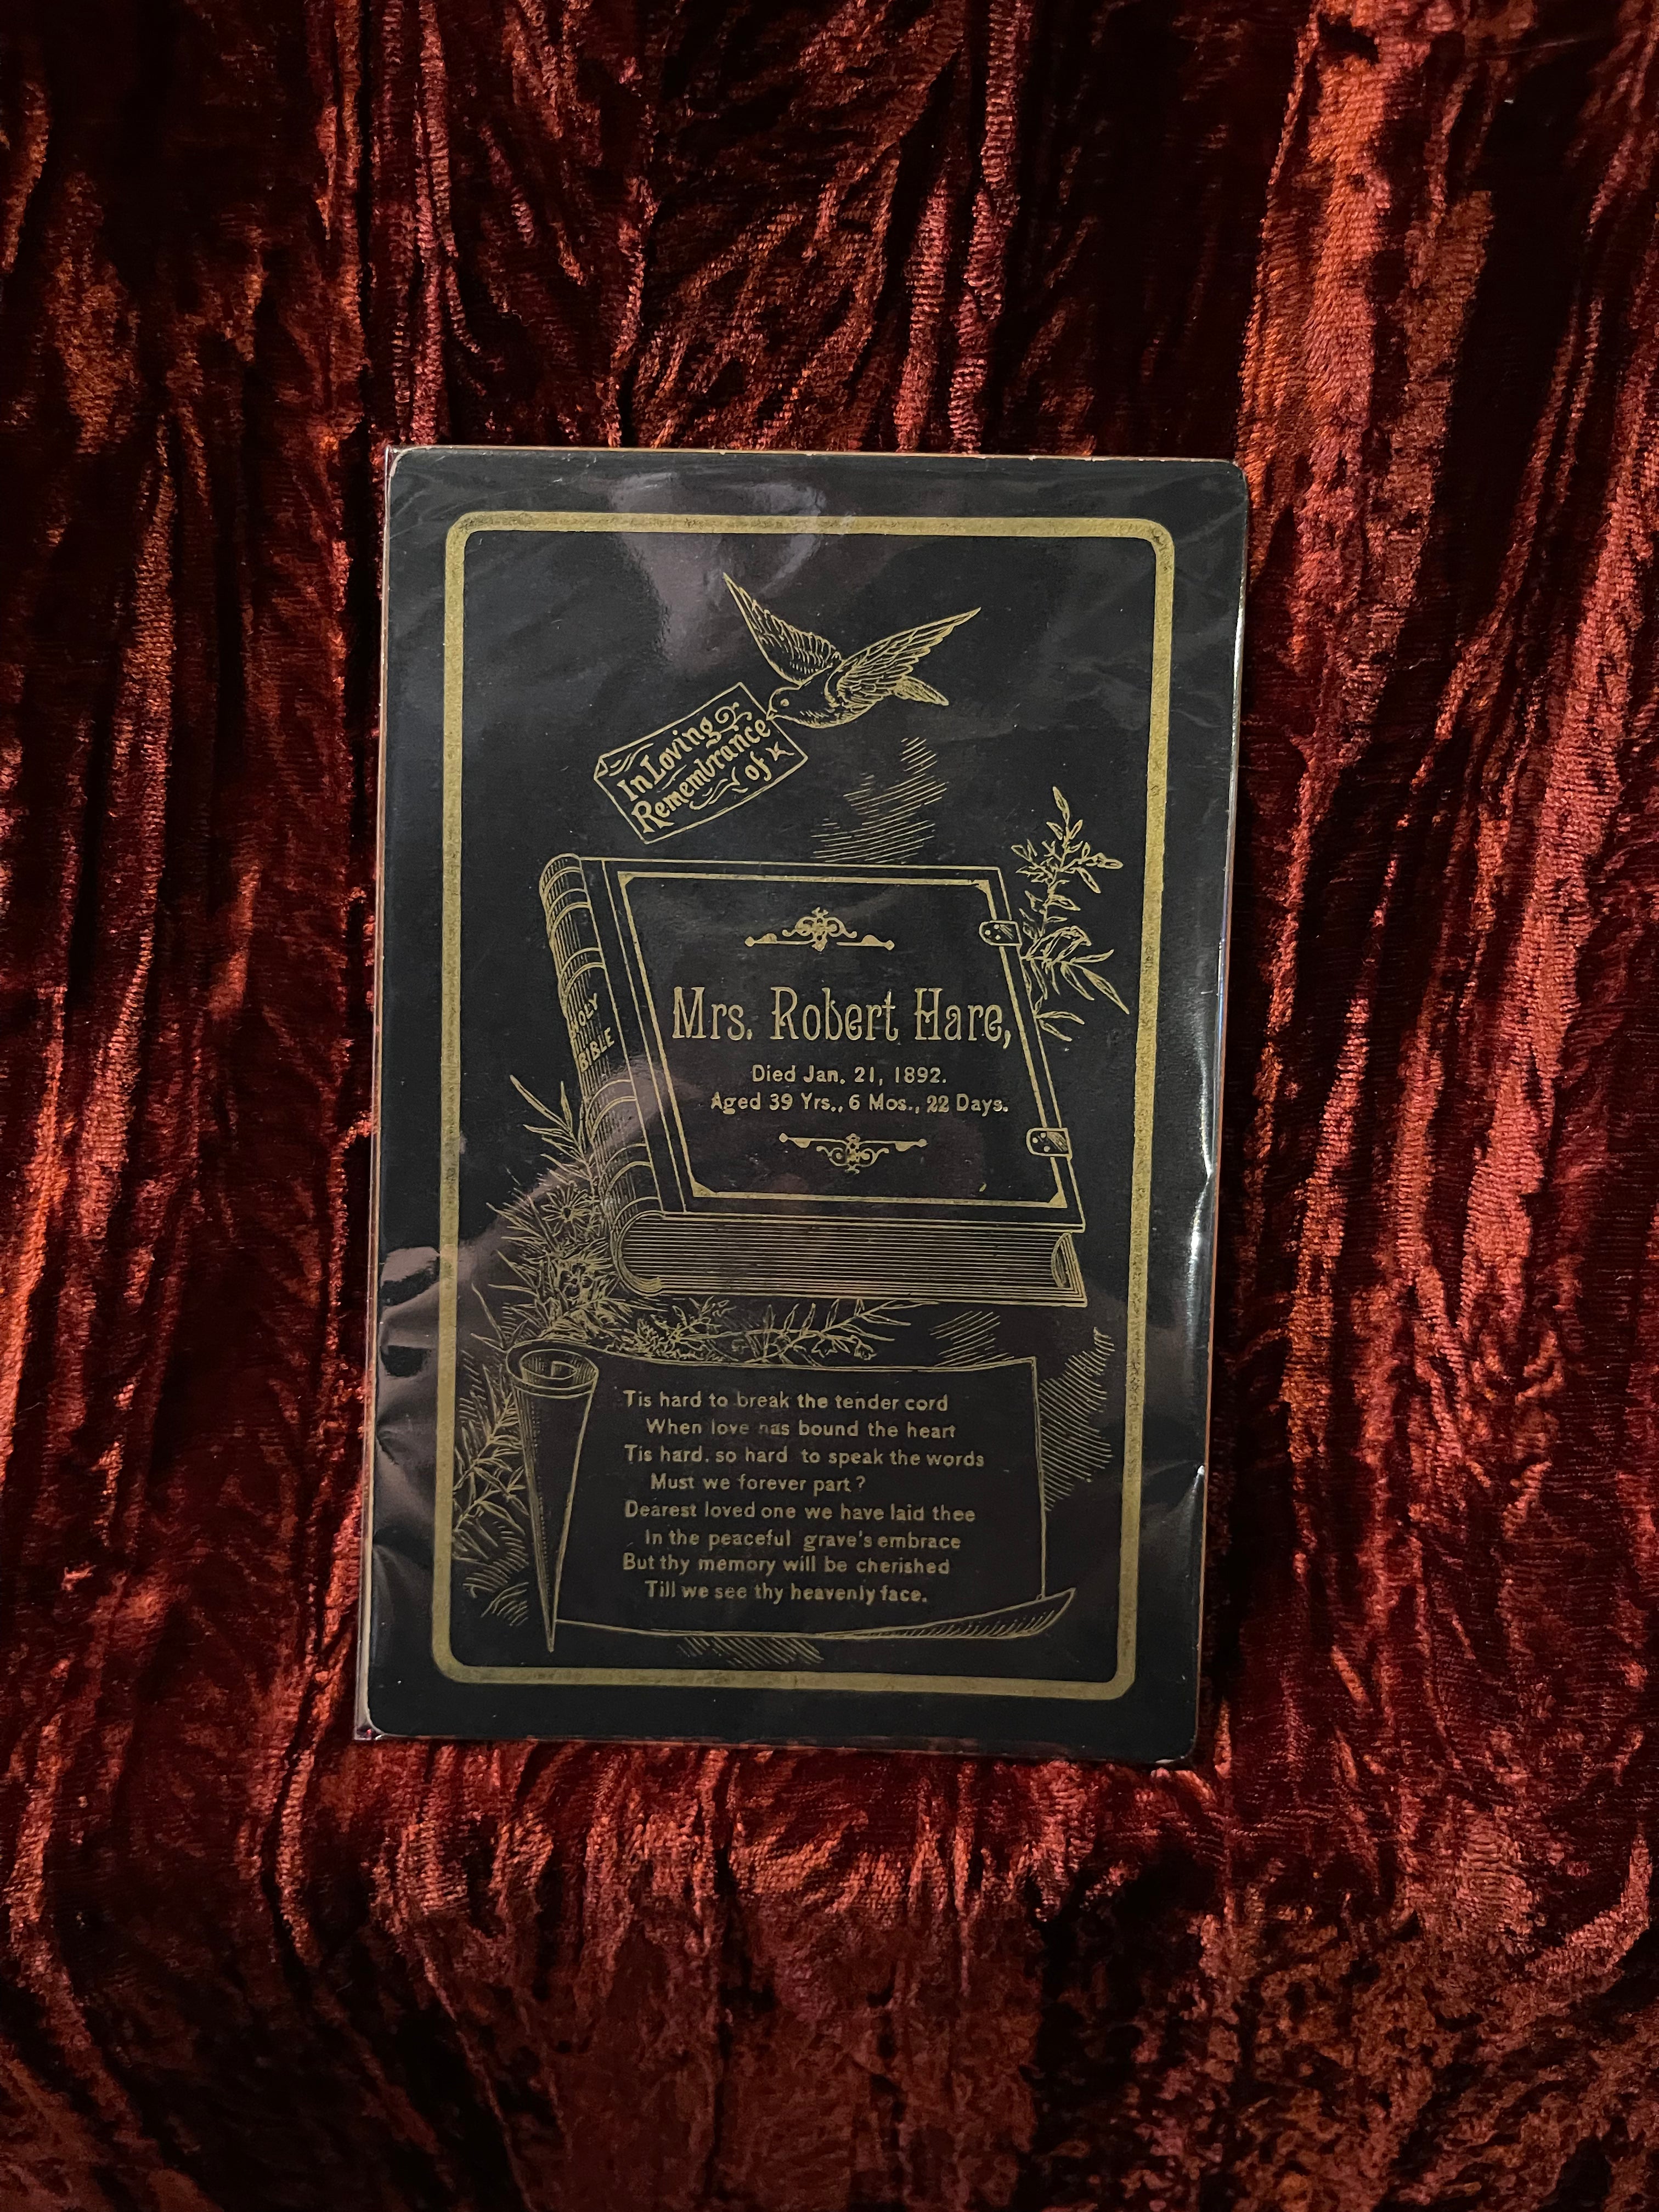 In Loving
Remembrance
of
HOLY
BIBLE
Mrs. Robert Hare,
Died Jan. 21, 1892.
Aged 39 Yrs., 6 Mos., 22 Days.
Tis hard to break the tender cord
When love has bound the heart
Tis hard, so hard to speak the words
Must we forever part?
Dearest loved one we have laid thee
In the peaceful grave's embrace
But thy memory will be cherished
Till we see thy heavenly face.